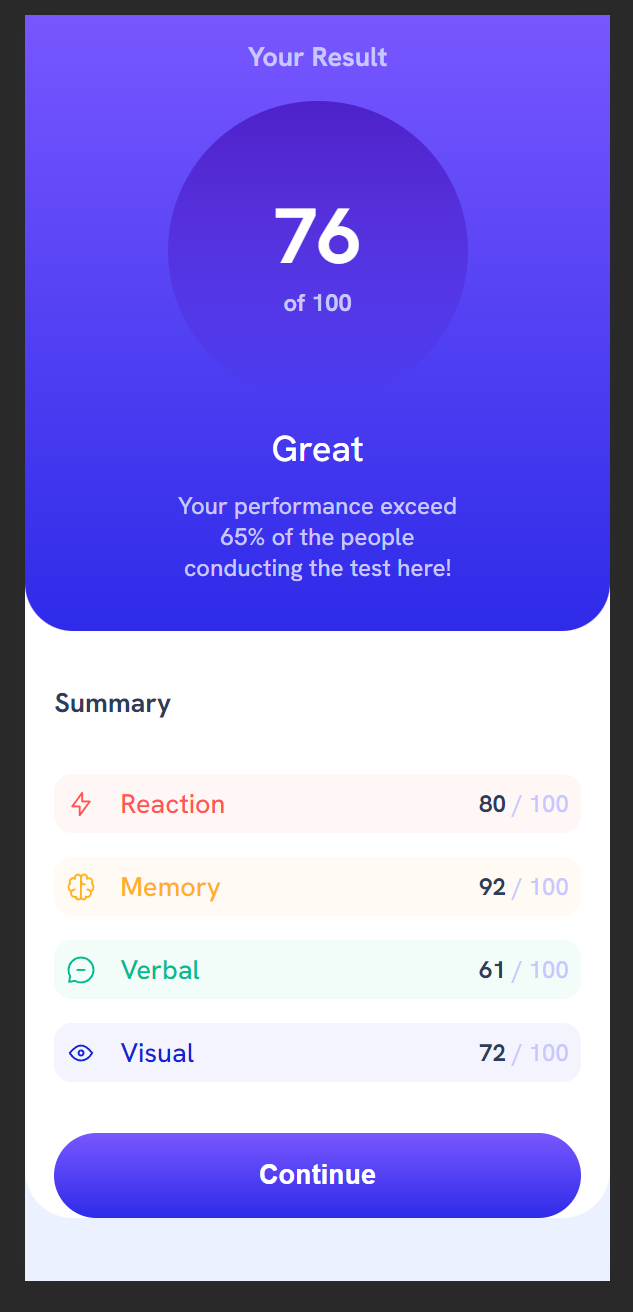 Your Result
76
of 100
Great
Your performance exceed
65% of the people
conducting the test here!
Summary
Reaction 80 / 100
Memory 92 / 100
Verbal 61 / 100
Visual 72 / 100
Continue